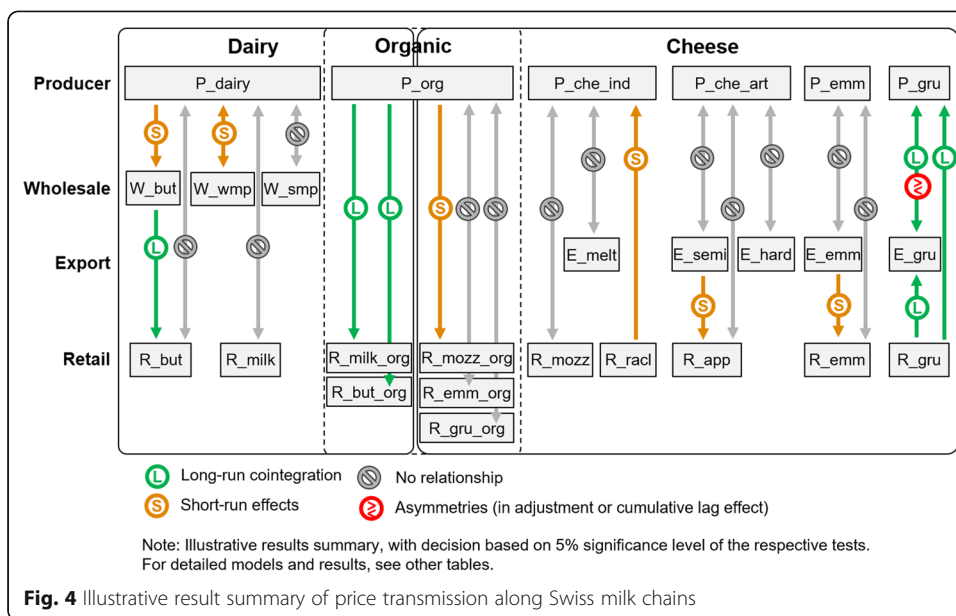 Dairy Organic Cheese
Producer P_dairy P_org P_che_ind P_che_art P_emm P_gru
S S L L
L L S S
Wholesale W_but W_wmp W_smp
L
Export E_melt E_semi E_hard E_emm E_gru
S S L
Retail R_but R_milk R_milk_org R_mozz_org R_mozz R_racl R_app R_emm R_gru
R_but_org R_emm_org
R_gru_org
L Long-run cointegration No relationship
S Short-run effects Asymmetries (in adjustment or cumulative lag effect)
Note: Illustrative results summary, with decision based on 5% significance level of the respective tests.
For detailed models and results, see other tables.
Fig. 4 Illustrative result summary of price transmission along Swiss milk chains